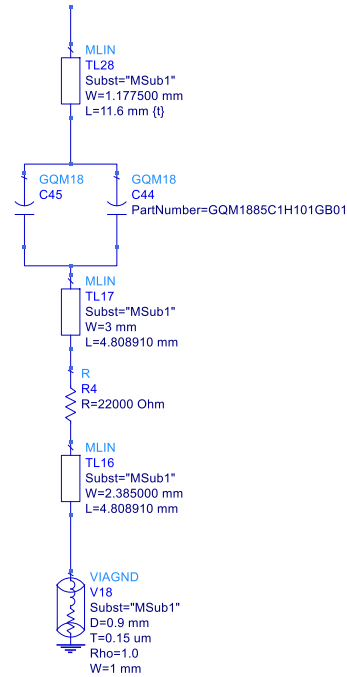 MLIN
TL28
Subst="MSub1"
W=1.177500 mm
L=11.6 mm {t}
GQM18
C45
GQM18
C44
PartNumber=GQM1885C1H101GB01
MLIN
TL17
Subst="MSub1"
W=3 mm
L=4.808910 mm
R
R4
R=22000 Ohm
MLIN
TL16
Subst="MSub1"
W=2.385000 mm
L=4.808910 mm
VIAGND
V18
Subst="MSub1"
D=0.9 mm
T=0.15 um
Rho=1.0
W=1 mm